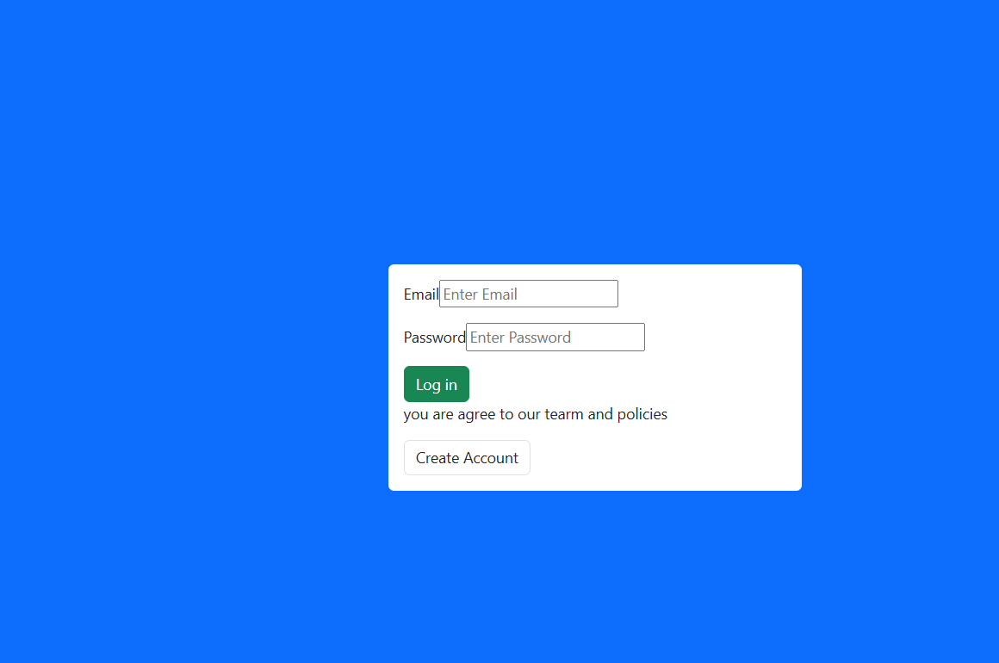 Email Enter Email
Password Enter Password
Log in
you are agree to our tearm and policies
Create Account